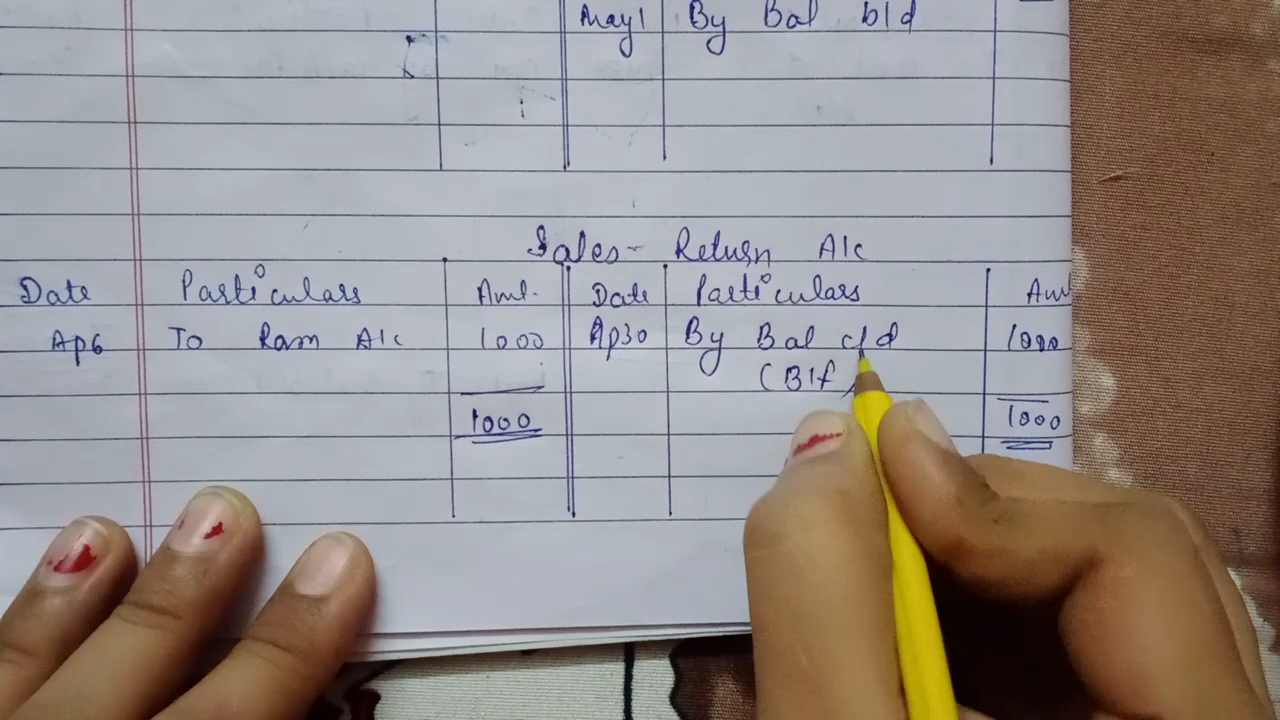 May1 By Bal b/d
Sales- Return A/c
Date Particulars Amt. Date Particulars Am
Ap6 To Ram A/c 1000 Ap30 By Bal c/d 1000
(B/f)
1000 1000